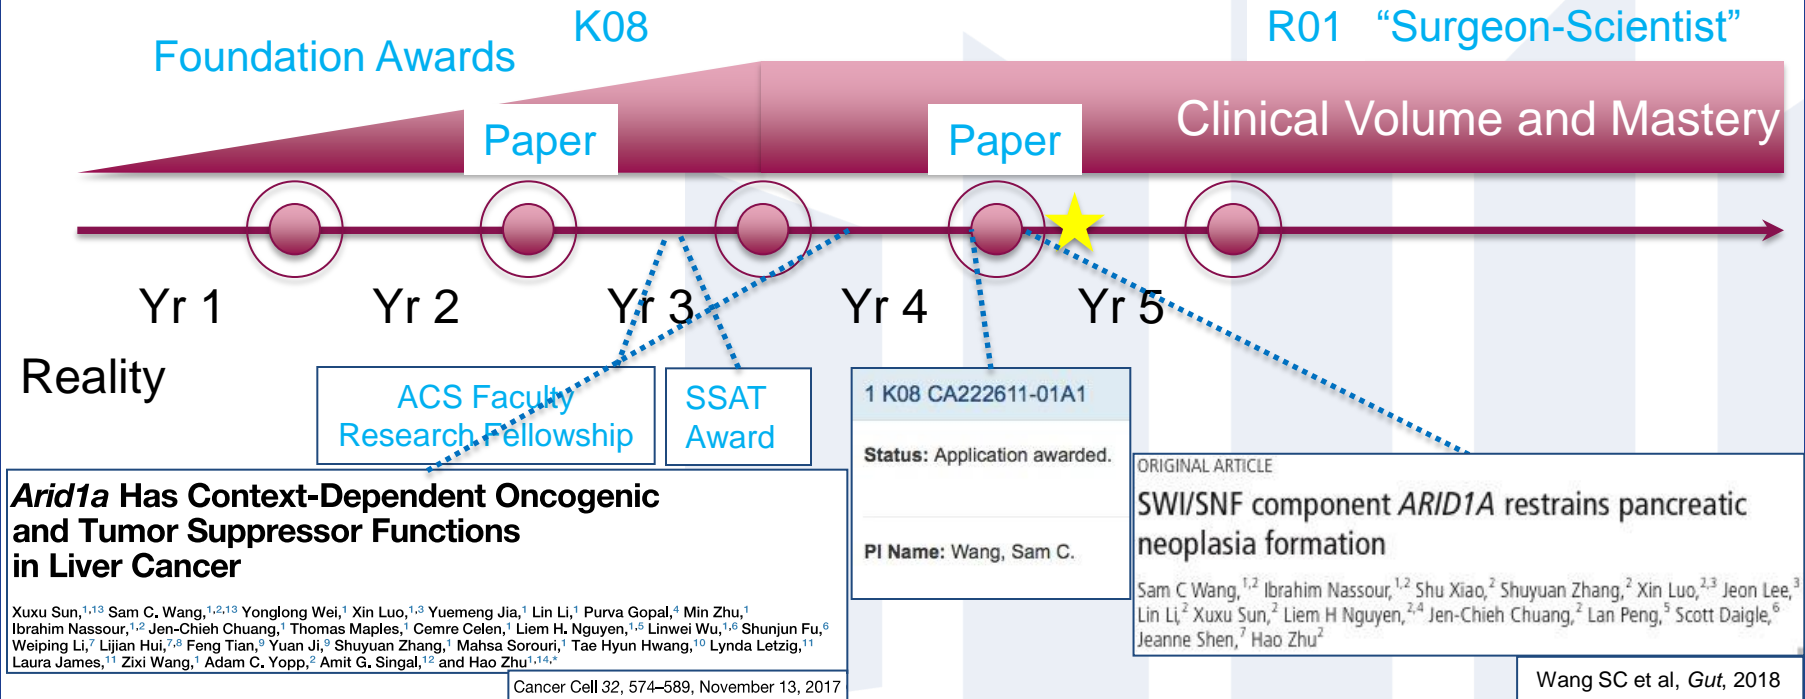 K08
R01 “Surgeon-Scientist”
Foundation Awards
Clinical Volume and Mastery
Paper
Paper
Yr 1
Yr 2
Yr 3
Yr 4
Yr 5
Reality
ACS Faculty
Research Fellowship
SSAT
Award
1 K08 CA222611-01A1
Status: Application awarded.
PI Name: Wang, Sam C.
Arid1a Has Context-Dependent Oncogenic
and Tumor Suppressor Functions
in Liver Cancer
Xuxu Sun,1,13 Sam C. Wang,1,2,13 Yonglong Wei,1 Xin Luo,1,3 Yuemeng Jia,1 Lin Li,1 Purva Gopal,4 Min Zhu,1
Ibrahim Nassour,1,2 Jen-Chieh Chuang,1 Thomas Maples,1 Cemre Celen,1 Liem H. Nguyen,1,5 Linwei Wu,1,6 Shunjun Fu,6
Weiping Li,7 Lijian Hui,7,8 Feng Tian,9 Yuan Ji,9 Shuyuan Zhang,1 Mahsa Sorouri,1 Tae Hyun Hwang,10 Lynda Letzig,11
Laura James,11 Zixi Wang,1 Adam C. Yopp,2 Amit G. Singal,12 and Hao Zhu1,14,*
Cancer Cell 32, 574–589, November 13, 2017
ORIGINAL ARTICLE
SWI/SNF component ARID1A restrains pancreatic
neoplasia formation
Sam C Wang,1,2 Ibrahim Nassour,1,2 Shu Xiao,2 Shuyuan Zhang,2 Xin Luo,2,3 Jeon Lee,3
Lin Li,2 Xuxu Sun,2 Liem H Nguyen,2,4 Jen-Chieh Chuang,2 Lan Peng,5 Scott Daigle,6
Jeanne Shen,7 Hao Zhu2
Wang SC et al, Gut, 2018